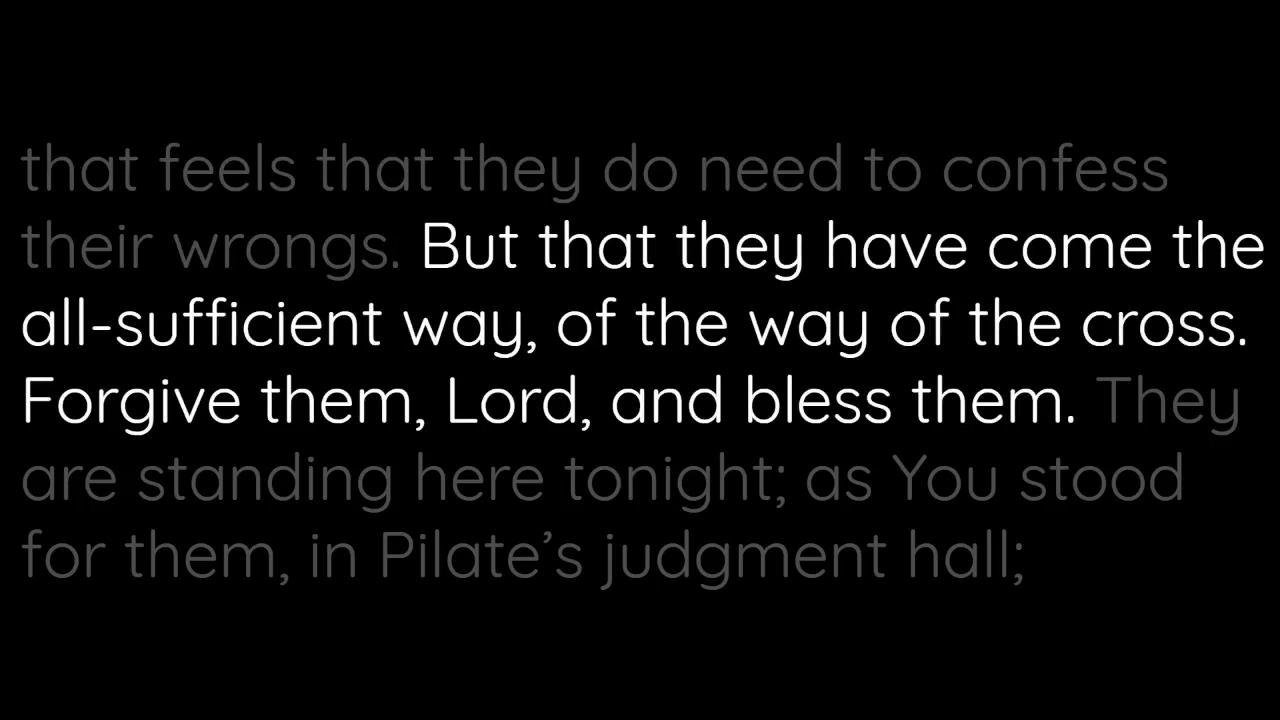 that feels that they do need to confess
their wrongs. But that they have come the
all-sufficient way, of the way of the cross.
Forgive them, Lord, and bless them. They
are standing here tonight; as You stood
for them, in Pilate’s judgment hall;